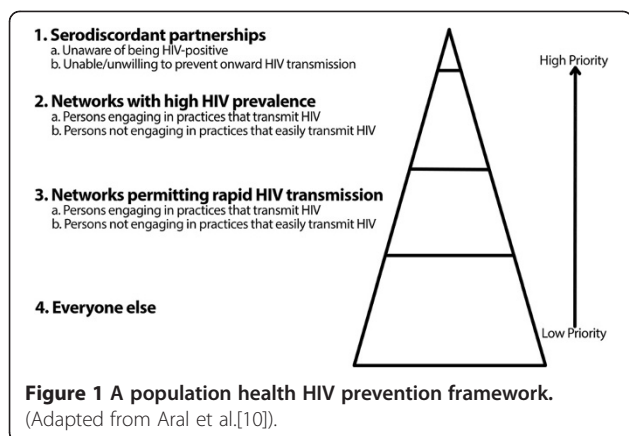 1. Serodiscordant partnerships
a. Unaware of being HIV-positive
b. Unable/unwilling to prevent onward HIV transmission
High Priority
2. Networks with high HIV prevalence
a. Persons engaging in practices that transmit HIV
b. Persons not engaging in practices that easily transmit HIV
3. Networks permitting rapid HIV transmission
a. Persons engaging in practices that transmit HIV
b. Persons not engaging in practices that easily transmit HIV
4. Everyone else
Low Priority
Figure 1 A population health HIV prevention framework.
(Adapted from Aral et al.[10]).